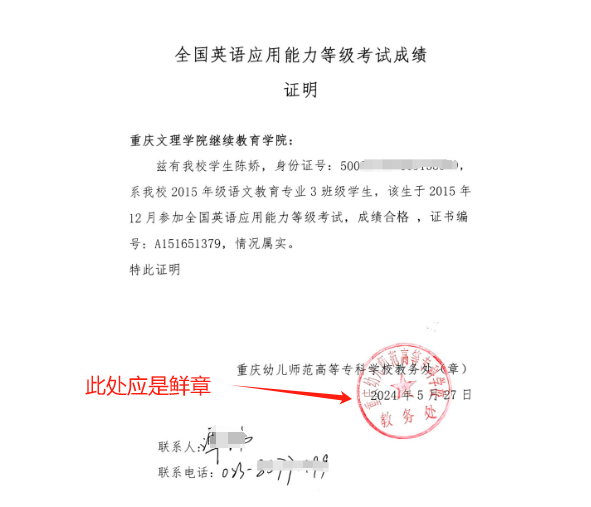 全国英语应用能力等级考试成绩
证明
重庆文理学院继续教育学院：
兹有我校学生陈娇，身份证号：500
系我校 2015 年级语文教育专业 3 班级学生，该生于 2015 年
12 月参加全国英语应用能力等级考试，成绩合格 ，证书编
号：A151651379，情况属实。
特此证明
重庆幼儿师范高等专科学校教务处（章）
此处应是鲜章
2024 年 5 月 27 日
教务处
联系人:
联系电话: